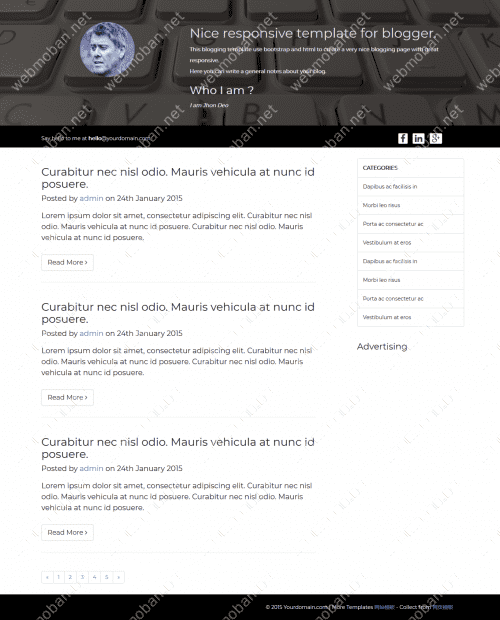 Nice responsive template for blogger.
This blogging template use bootstrap and html to create a very nice blogging page with great
responsive.
Here you can write a general notes about your blog.
Who I am ?
I am Jhon Deo
Say hello to me at hello@yourdomain.com
Curabitur nec nisl odio. Mauris vehicula at nunc id
posuere.
Posted by admin on 24th January 2015
Lorem ipsum dolor sit amet, consectetur adipiscing elit. Curabitur nec nisl
odio. Mauris vehicula at nunc id posuere. Curabitur nec nisl odio. Mauris
vehicula at nunc id posuere.
Read More ›
Curabitur nec nisl odio. Mauris vehicula at nunc id
posuere.
Posted by admin on 24th January 2015
Lorem ipsum dolor sit amet, consectetur adipiscing elit. Curabitur nec nisl
odio. Mauris vehicula at nunc id posuere. Curabitur nec nisl odio. Mauris
vehicula at nunc id posuere.
Read More ›
Curabitur nec nisl odio. Mauris vehicula at nunc id
posuere.
Posted by admin on 24th January 2015
Lorem ipsum dolor sit amet, consectetur adipiscing elit. Curabitur nec nisl
odio. Mauris vehicula at nunc id posuere. Curabitur nec nisl odio. Mauris
vehicula at nunc id posuere.
Read More ›
« 1 2 3 4 5 »
CATEGORIES
Dapibus ac facilisis in
Morbi leo risus
Porta ac consectetur ac
Vestibulum at eros
Dapibus ac facilisis in
Morbi leo risus
Porta ac consectetur ac
Vestibulum at eros
Advertising
© 2015 Yourdomain.com | More Templates - Collect from
webmoban.net